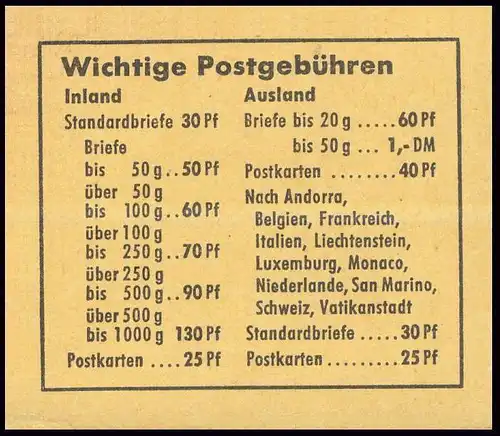 Wichtige Postgebühren
Inland
Standardbriefe 30 Pf
Briefe
bis 50 g..50 Pf
über 50 g
bis 100 g..60 Pf
über 100 g
bis 250 g..70 Pf
über 250 g
bis 500 g..90 Pf
über 500 g
bis 1000 g 130 Pf
Postkarten ....25 Pf
Ausland
Briefe bis 20 g .....60 Pf
bis 50 g ... 1,- DM
Postkarten .......40 Pf
Nach Andorra,
Belgien, Frankreich,
Italien, Liechtenstein,
Luxemburg, Monaco,
Niederlande, San Marino,
Schweiz, Vatikanstadt
Standardbriefe .....30 Pf
Postkarten.........25 Pf